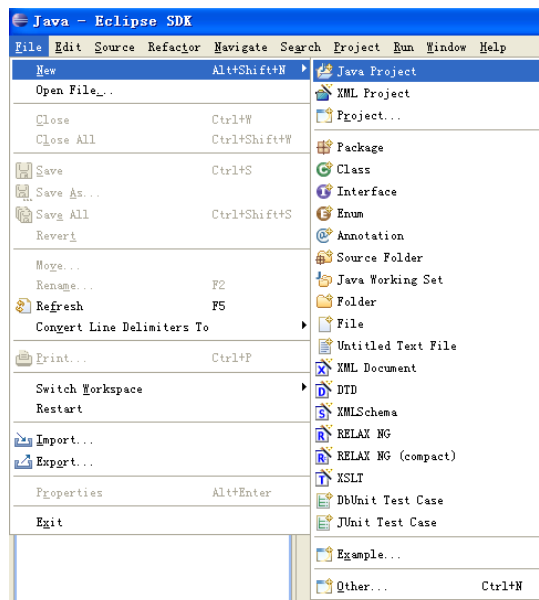 Java - Eclipse SDK
File Edit Source Refactor Navigate Search Project Run Window Help
New Alt+Shift+N
Open File...
Close Ctrl+W
Close All Ctrl+Shift+W
Save Ctrl+S
Save As...
Save All Ctrl+Shift+S
Revert
Move...
Rename... F2
Refresh F5
Convert Line Delimiters To
Print... Ctrl+P
Switch Workspace
Restart
Import...
Export...
Properties Alt+Enter
Exit
Java Project
XML Project
Project...
Package
Class
Interface
Enum
Annotation
Source Folder
Java Working Set
Folder
File
Untitled Text File
XML Document
DTD
XMLSchema
RELAX NG
RELAX NG (compact)
XSLT
DbUnit Test Case
JUnit Test Case
Example...
Other... Ctrl+N